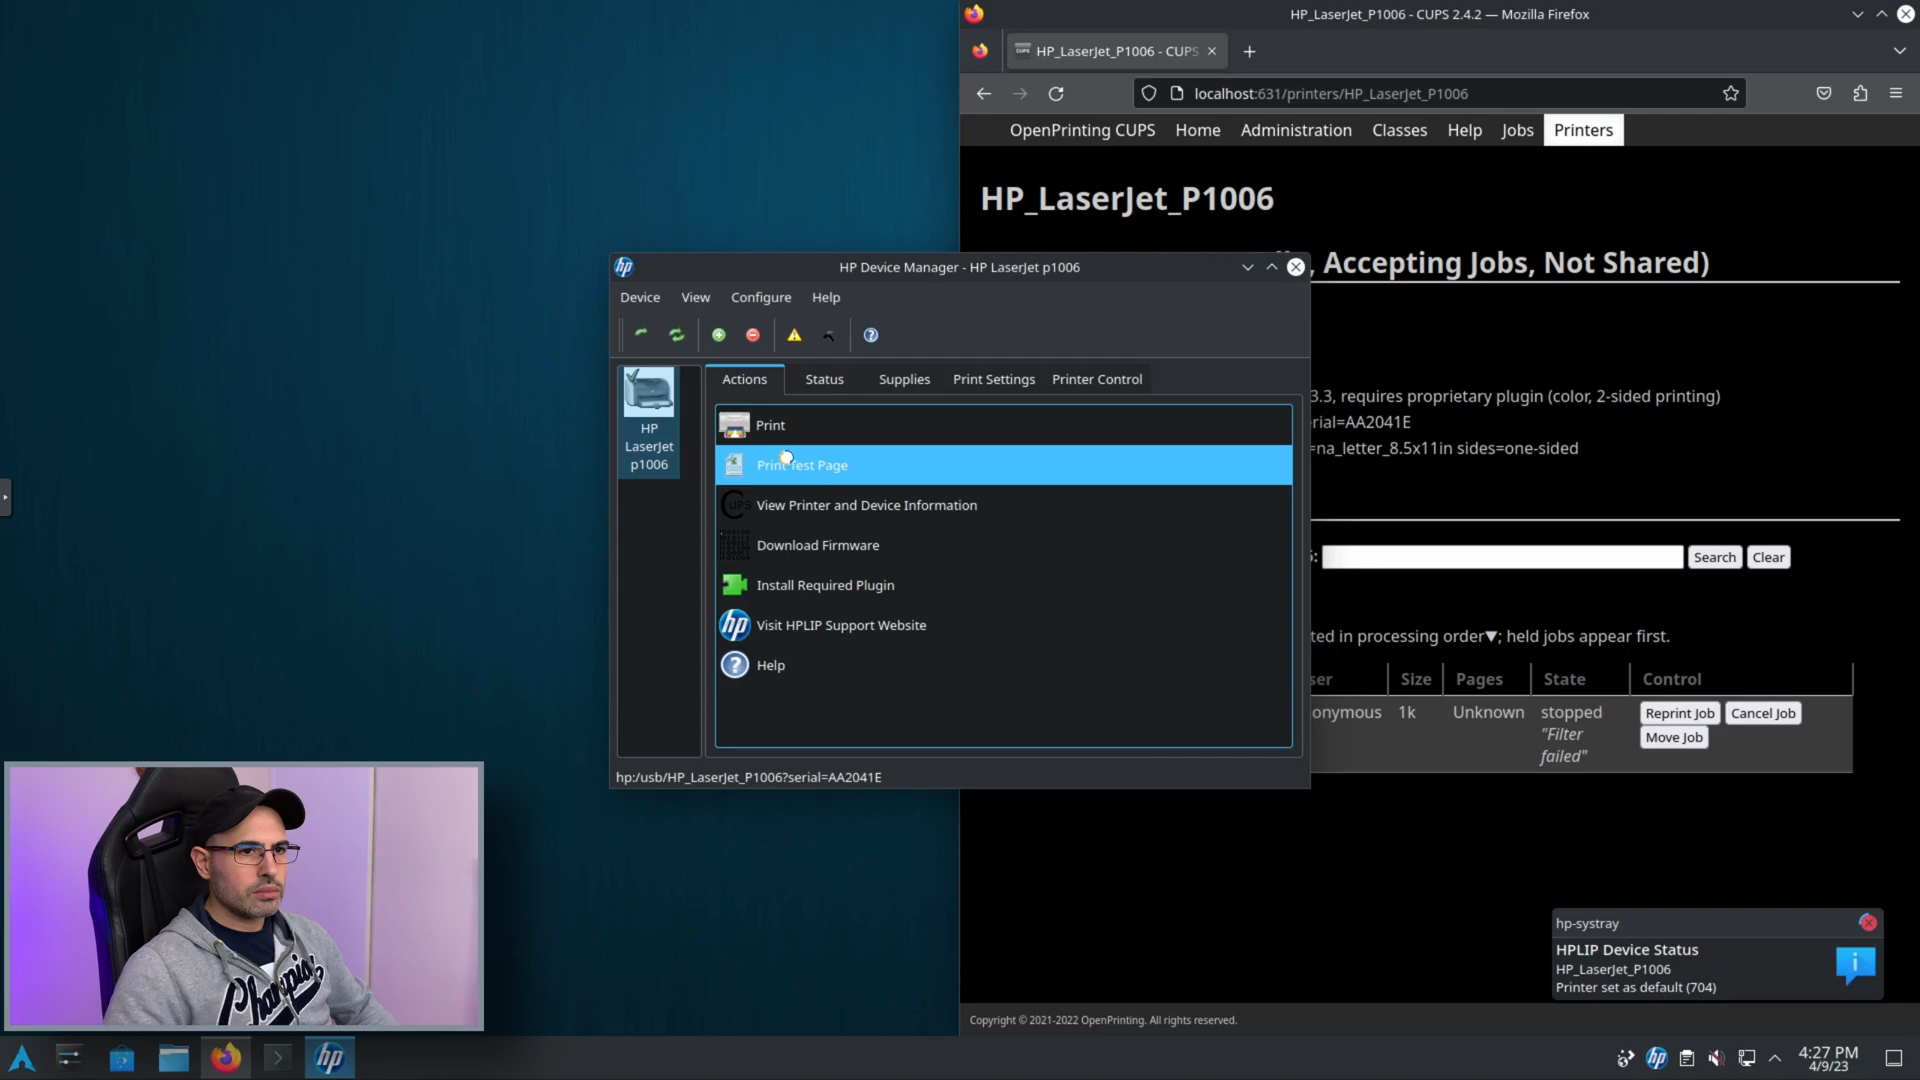 HP_LaserJet_P1006 - CUPS 2.4.2 — Mozilla Firefox
HP_LaserJet_P1006 - CUPS
localhost:631/printers/HP_LaserJet_P1006
OpenPrinting CUPS Home Administration Classes Help Jobs Printers
HP_LaserJet_P1006
, Accepting Jobs, Not Shared)
3.3, requires proprietary plugin (color, 2-sided printing)
rial=AA2041E
=na_letter_8.5x11in sides=one-sided
Search Clear
ted in processing order▼; held jobs appear first.
ser Size Pages State Control
onymous 1k Unknown stopped Reprint Job Cancel Job
"Filter Move Job
failed"
Copyright © 2021-2022 OpenPrinting. All rights reserved.
HP Device Manager - HP LaserJet p1006
Device View Configure Help
HP
LaserJet
p1006
Actions Status Supplies Print Settings Printer Control
Print
Print Test Page
View Printer and Device Information
Download Firmware
Install Required Plugin
hp Visit HPLIP Support Website
Help
hp:/usb/HP_LaserJet_P1006?serial=AA2041E
hp-systray
HPLIP Device Status
HP_LaserJet_P1006
Printer set as default (704)
Champion
4:27 PM
4/9/23